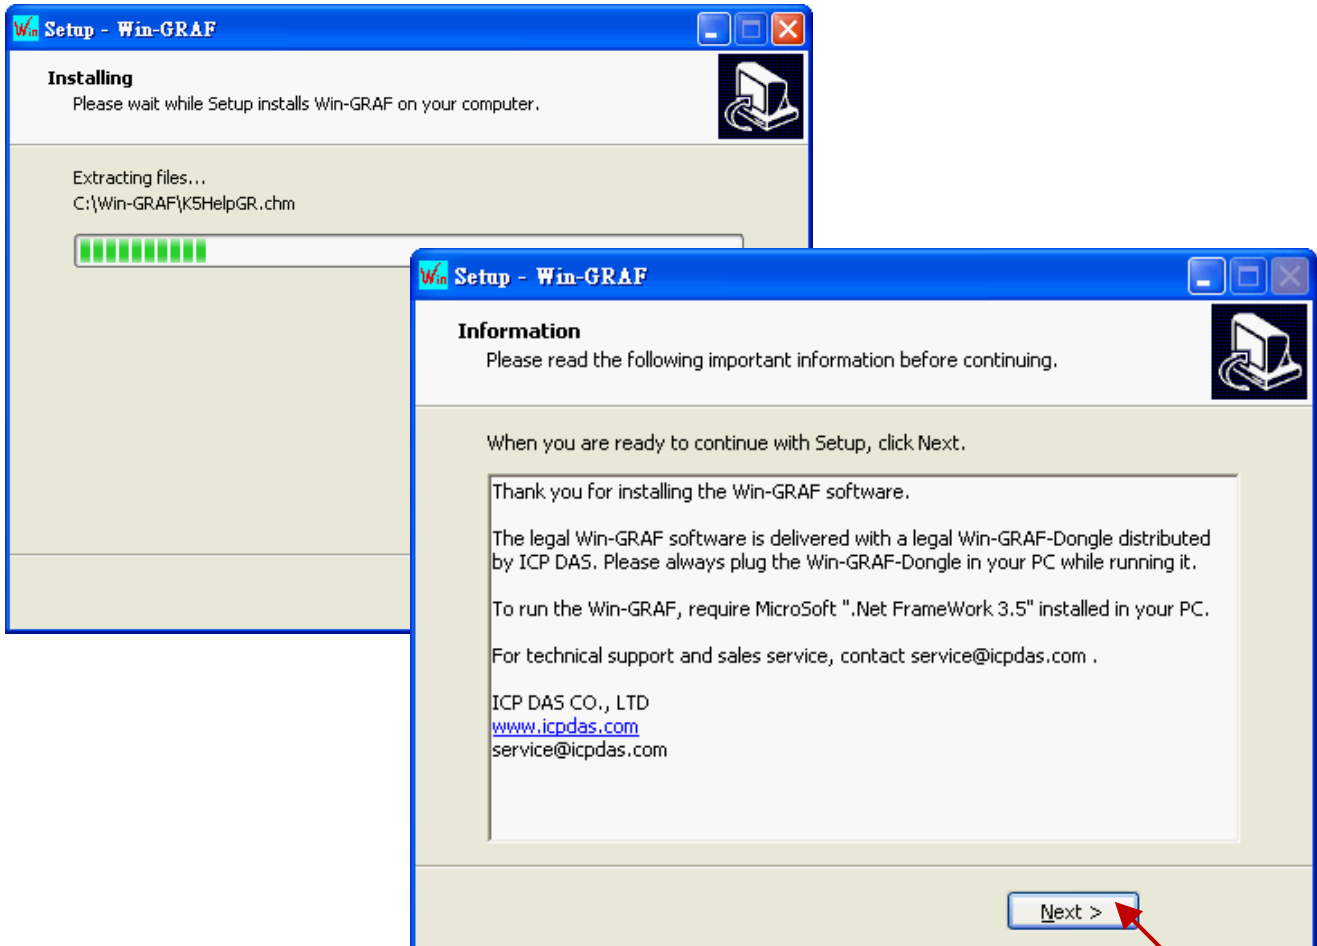 Win Setup - Win-GRAF
Installing
Please wait while Setup installs Win-GRAF on your computer.
Extracting files...
C:\Win-GRAF\K5HelpGR.chm
Win Setup - Win-GRAF
Information
Please read the following important information before continuing.
When you are ready to continue with Setup, click Next.
Thank you for installing the Win-GRAF software.
The legal Win-GRAF software is delivered with a legal Win-GRAF-Dongle distributed
by ICP DAS. Please always plug the Win-GRAF-Dongle in your PC while running it.
To run the Win-GRAF, require MicroSoft ".Net FrameWork 3.5" installed in your PC.
For technical support and sales service, contact service@icpdas.com .
ICP DAS CO., LTD
www.icpdas.com
service@icpdas.com
Next >